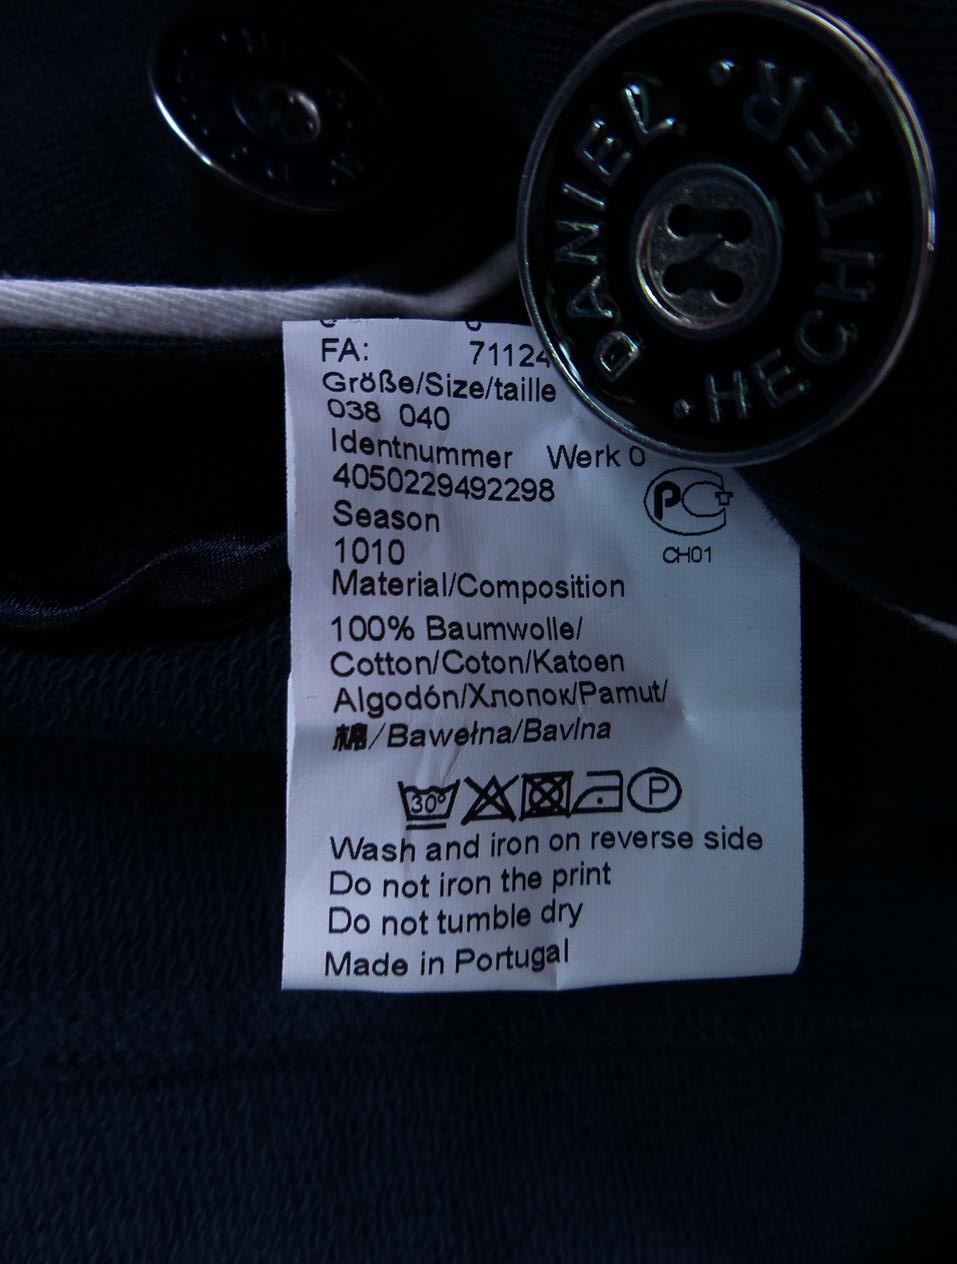 DANIEL · HECHTER ·
FA: 71124
Größe/Size/taille
038 040
Identnummer Werk 0
4050229492298
Season
1010
CH01
Material/Composition
100% Baumwolle/
Cotton/Coton/Katoen
Algodón/Хлопок/Pamut/
棉/Bawełna/Bavlna
30°
P
Wash and iron on reverse side
Do not iron the print
Do not tumble dry
Made in Portugal